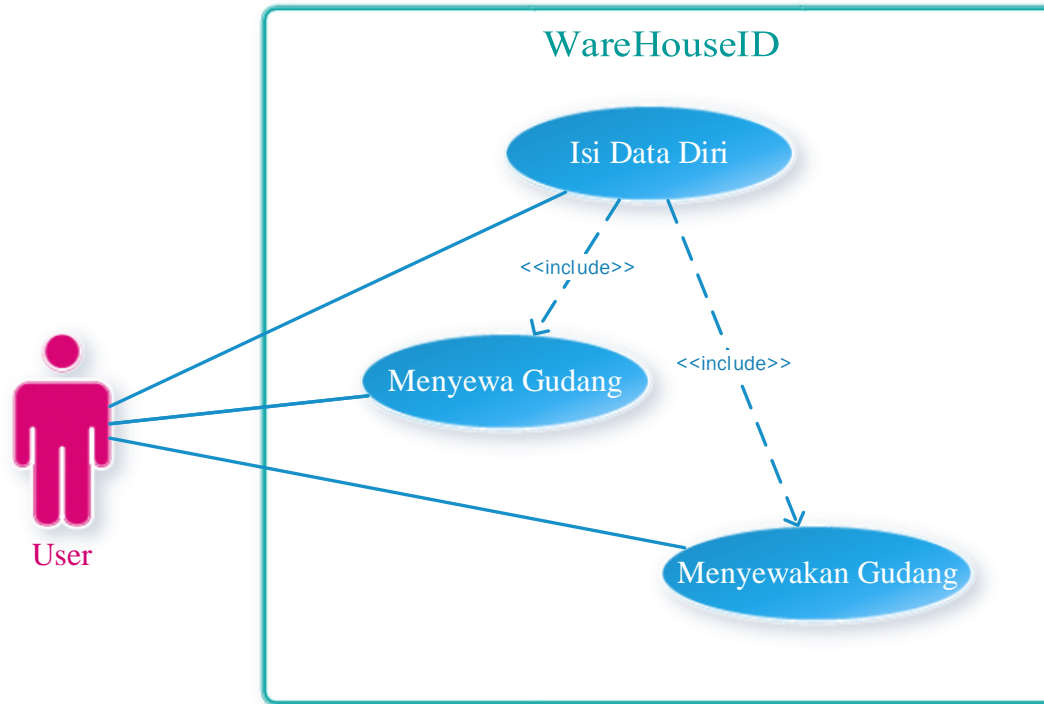 WareHouseID
Isi Data Diri
<<include>>
Menyewa Gudang
<<include>>
User
Menyewakan Gudang